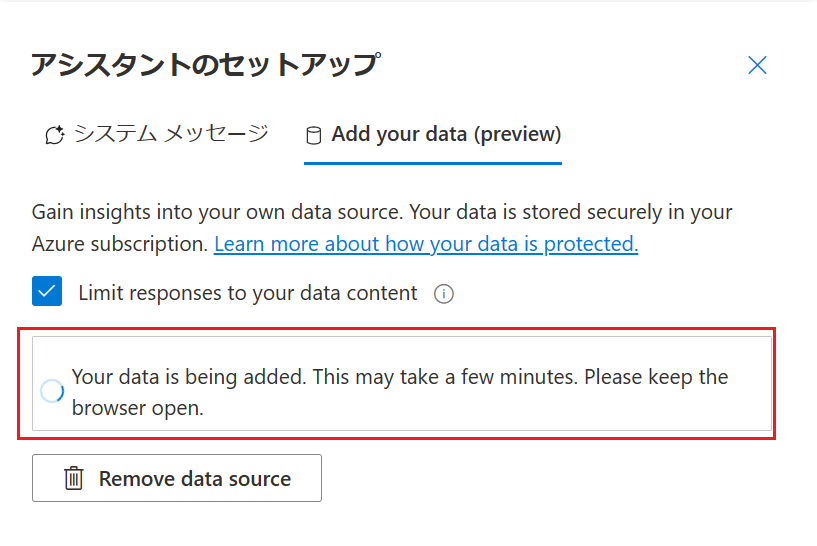 アシスタントのセットアップ
システム メッセージ
Add your data (preview)
Gain insights into your own data source. Your data is stored securely in your
Azure subscription. Learn more about how your data is protected.
Limit responses to your data content
Your data is being added. This may take a few minutes. Please keep the
browser open.
Remove data source